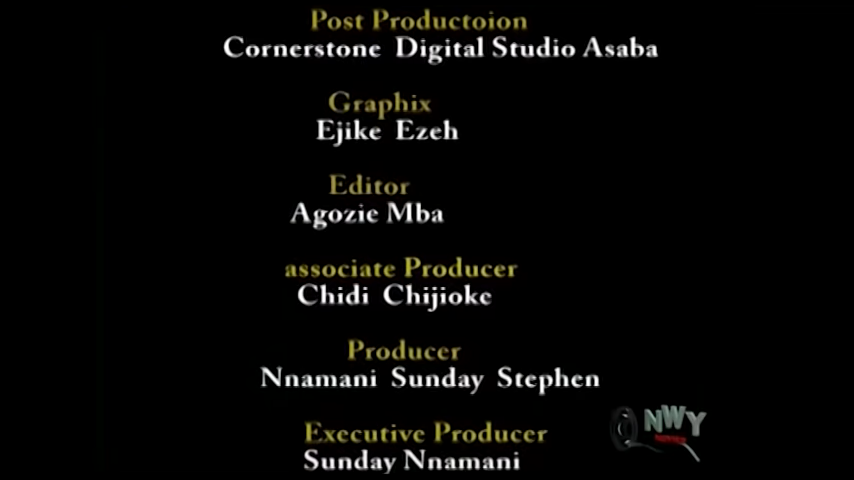 Post Productoion
Cornerstone Digital Studio Asaba
Graphix
Ejike Ezeh
Editor
Agozie Mba
associate Producer
Chidi Chijioke
Producer
Nnamani Sunday Stephen
Executive Producer
Sunday Nnamani
NWY